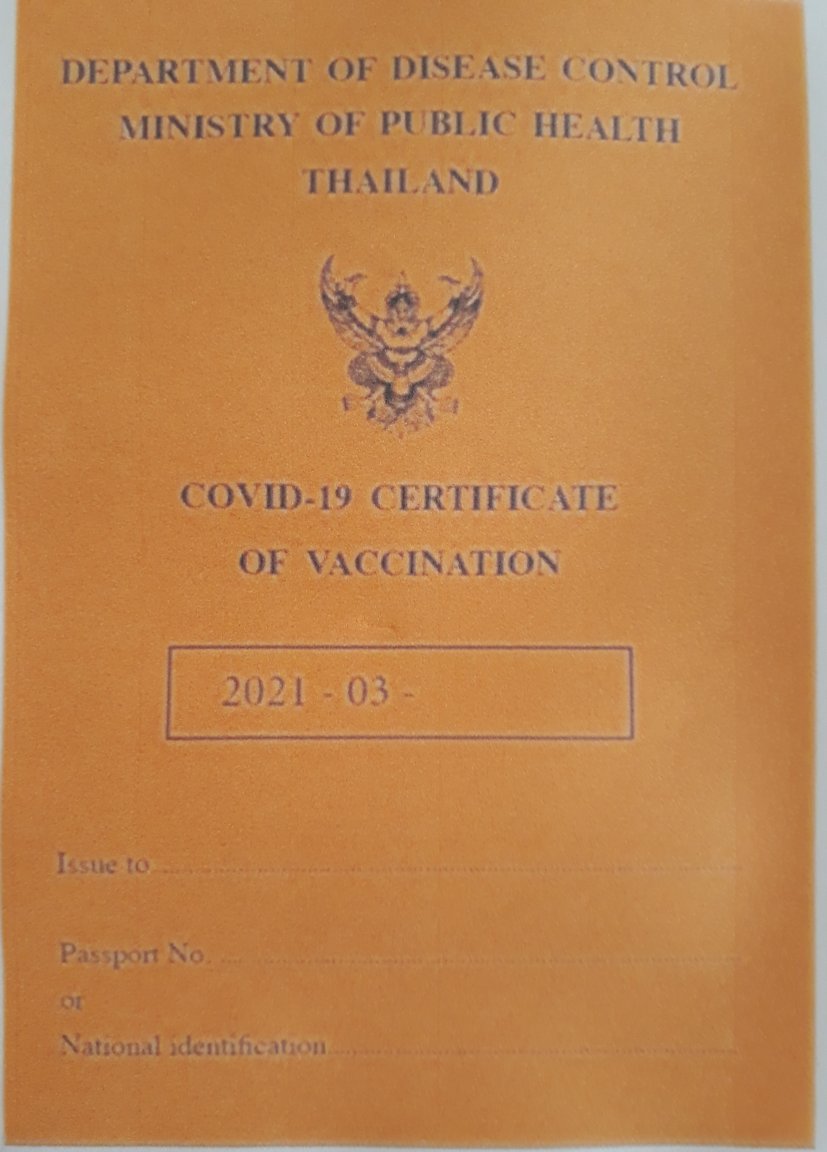 DEPARTMENT OF DISEASE CONTROL
MINISTRY OF PUBLIC HEALTH
THAILAND
COVID-19 CERTIFICATE
OF VACCINATION
2021 - 03 -
Issue to
Passport No.
or
National identification